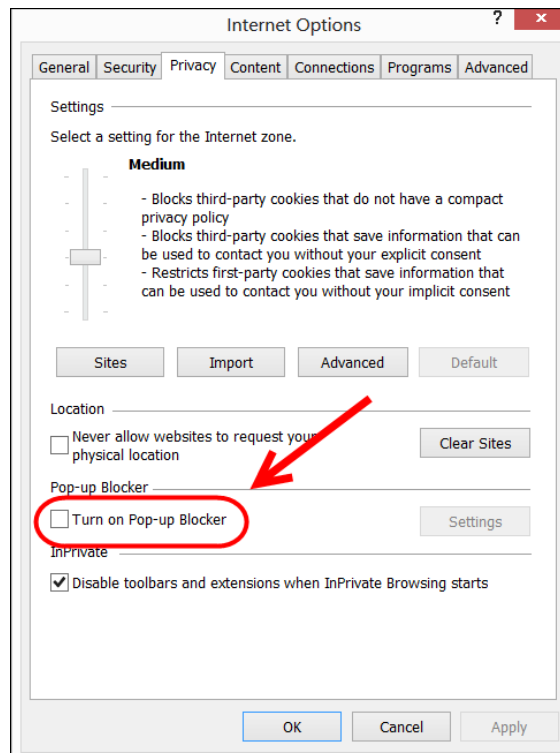 Internet Options
?
x
General Security Privacy Content Connections Programs Advanced
Settings
Select a setting for the Internet zone.
Medium
- Blocks third-party cookies that do not have a compact
privacy policy
- Blocks third-party cookies that save information that can
be used to contact you without your explicit consent
- Restricts first-party cookies that save information that
can be used to contact you without your implicit consent
Sites Import Advanced Default
Location
Never allow websites to request your
physical location
Clear Sites
Pop-up Blocker
Turn on Pop-up Blocker
Settings
InPrivate
Disable toolbars and extensions when InPrivate Browsing starts
OK Cancel Apply